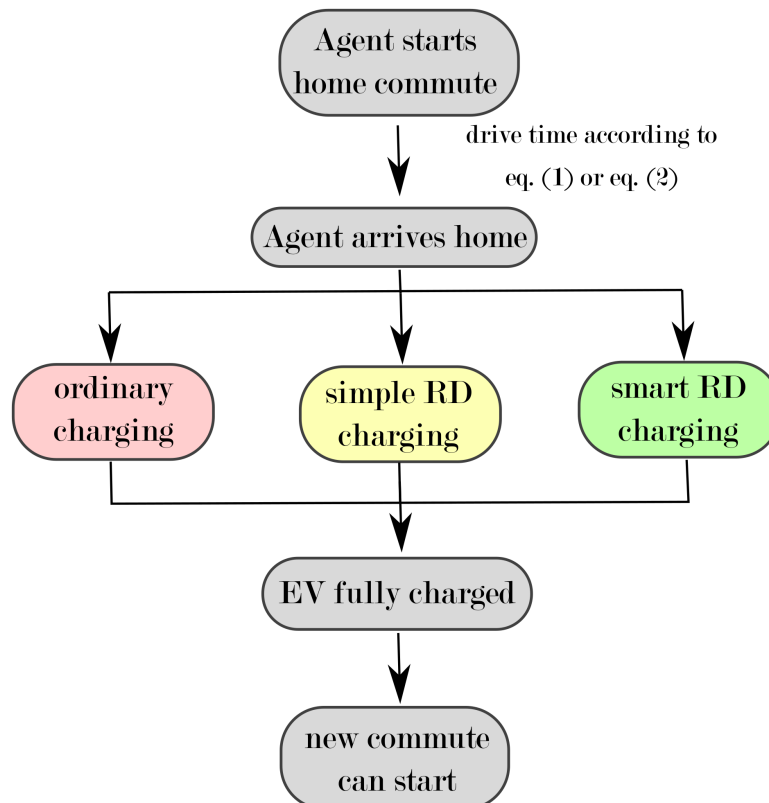 Agent starts
home commute
drive time according to
eq. (1) or eq. (2)
Agent arrives home
ordinary
charging
simple RD
charging
smart RD
charging
EV fully charged
new commute
can start